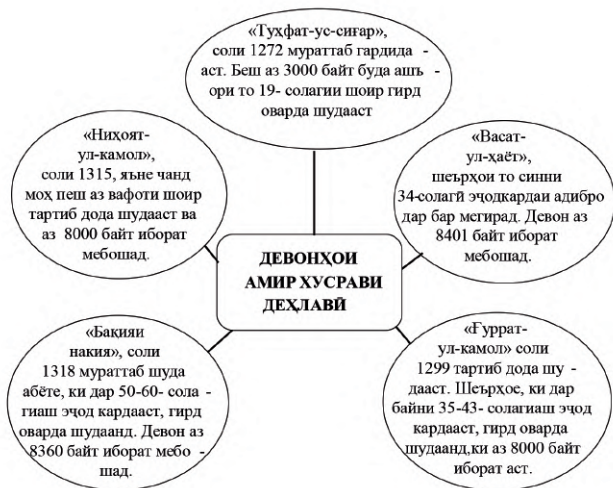 «Туҳфат-ус-сиғар»,
соли 1272 мураттаб гардида -
аст. Беш аз 3000 байт буда ашъ -
ори то 19- солагии шоир гирд
оварда шудааст
«Ниҳоят-
ул-камол»,
соли 1315, яъне чанд
моҳ пеш аз вафоти шоир
тартиб дода шудааст ва
аз 8000 байт иборат
мебошад.
«Васат-
ул-ҳаёт»,
шеърҳои то синни
34-солагӣ эҷодкардаи адибро
дар бар мегирад. Девон аз
8401 байт иборат
мебошад.
ДЕВОНҲОИ
АМИР ХУСРАВИ
ДЕҲЛАВӢ
«Бақияи
накия», соли
1318 мураттаб шуда
абёте, ки дар 50-60- сола -
гиаш эҷод кардааст, гирд
оварда шудаанд. Девон аз
8360 байт иборат мебо -
шад.
«Ғуррат-
ул-камол» соли
1299 тартиб дода шу -
дааст. Шеърҳое, ки дар
байни 35-43- солагиаш эҷод
кардааст, гирд оварда
шудаанд,ки аз 8000 байт
иборат аст.